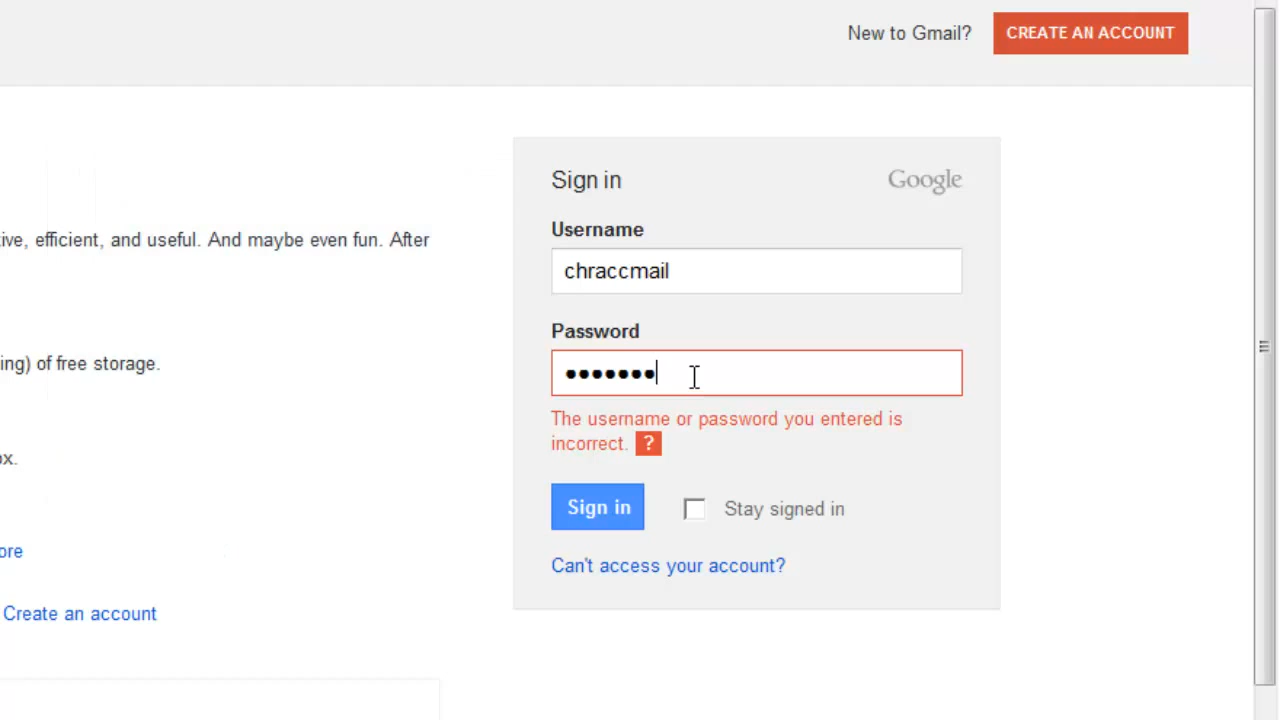 New to Gmail? CREATE AN ACCOUNT
Sign in Google
Username
tive, efficient, and useful. And maybe even fun. After
chraccmail
Password
ing) of free storage.
•••••••
The username or password you entered is
incorrect. ?
ox.
Sign in Stay signed in
ore
Can't access your account?
Create an account